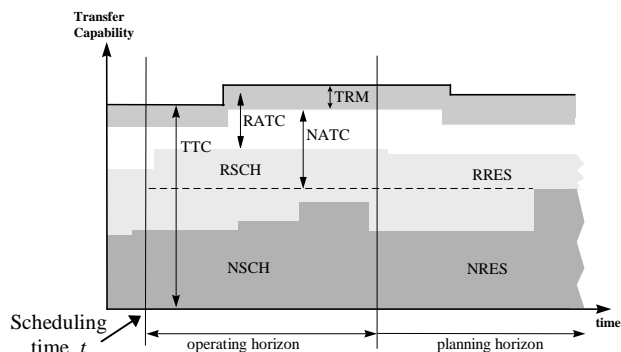 Transfer
Capability
TRM
RATC
NATC
TTC
RSCH
RRES
NSCH
NRES
time
Scheduling
time, t
operating horizon
planning horizon